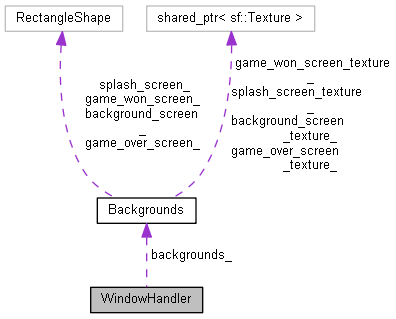 RectangleShape
shared_ptr< sf::Texture >
splash_screen_
game_won_screen_
background_screen
_
game_over_screen_
game_won_screen_texture
_
splash_screen_texture
_
background_screen
_texture_
game_over_screen
_texture_
Backgrounds
backgrounds_
WindowHandler